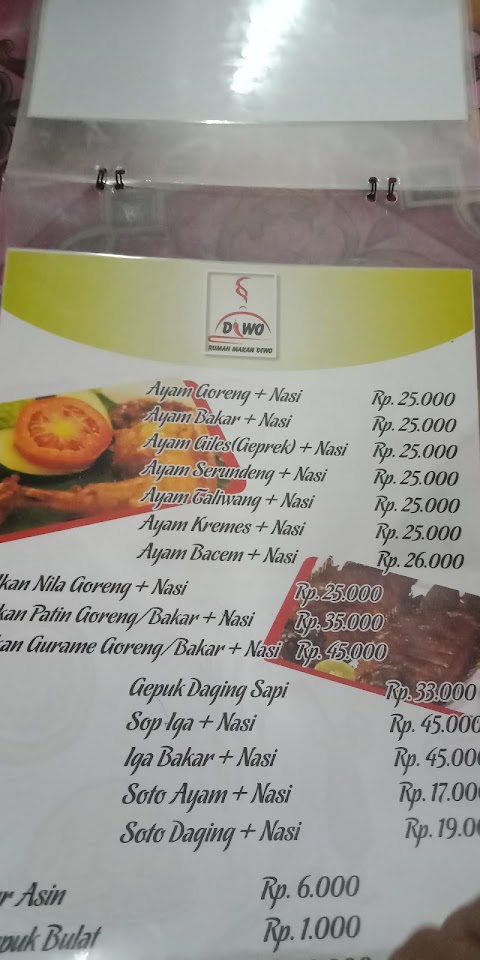 DIWO
RUMAH MAKAN DIWO
Ayam Goreng + Nasi Rp. 25.000
Ayam Bakar + Nasi Rp. 25.000
Ayam Giles(Geprek) + Nasi Rp. 25.000
Ayam Serundeng + Nasi Rp. 25.000
Ayam Taliwang + Nasi Rp. 25.000
Ayam Kremes + Nasi Rp. 25.000
Ayam Bacem + Nasi Rp. 26.000
Ikan Nila Goreng + Nasi Rp. 25.000
kan Patin Goreng/Bakar + Nasi Rp. 35.000
kan Gurame Goreng/Bakar + Nasi Rp. 45.000
Gepuk Daging Sapi Rp. 33.000
Sop Iga + Nasi Rp. 45.000
Iga Bakar + Nasi Rp. 45.00
Soto Ayam + Nasi Rp. 17.00
Soto Daging + Nasi Rp. 19.0
r Asin Rp. 6.000
puk Bulat Rp. 1.000